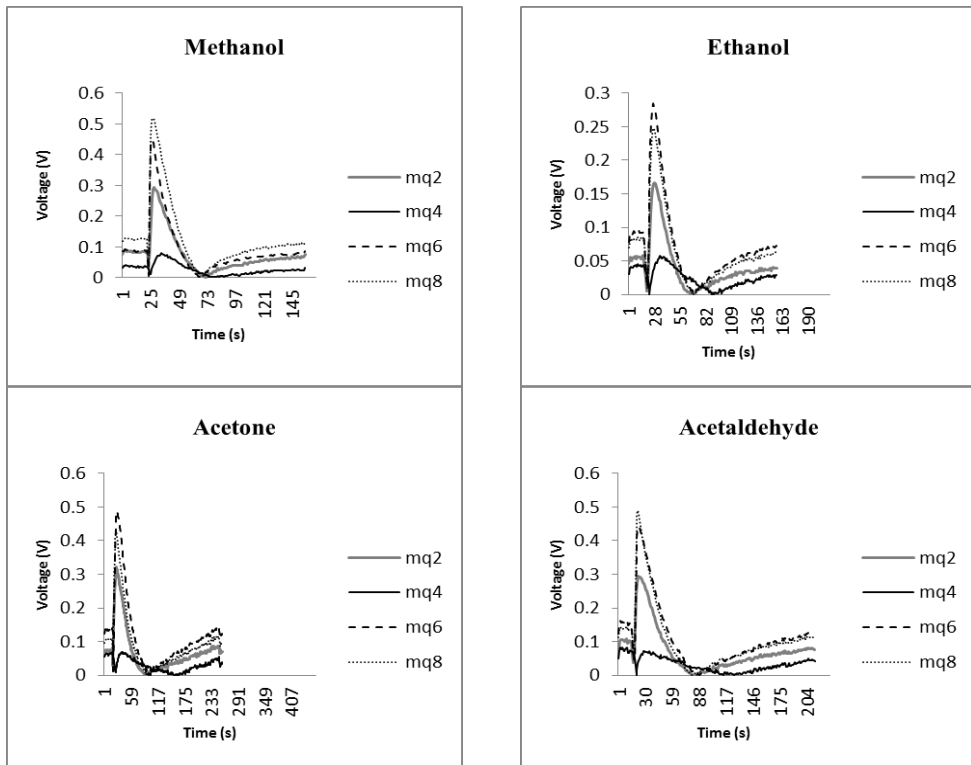 Methanol
0.6
0.5
0.4
0.3
0.2
0.1
0
Voltage (V)
1
25
49
73
97
121
145
Time (s)
mq2
mq4
mq6
mq8
Ethanol
0.3
0.25
0.2
0.15
0.1
0.05
0
Voltage (V)
1
28
55
82
109
136
163
190
Time (s)
mq2
mq4
mq6
mq8
Acetone
0.6
0.5
0.4
0.3
0.2
0.1
0
Voltage (V)
1
59
117
175
233
291
349
407
Time (s)
mq2
mq4
mq6
mq8
Acetaldehyde
0.6
0.5
0.4
0.3
0.2
0.1
0
Voltage (V)
1
30
59
88
117
146
175
204
Time (s)
mq2
mq4
mq6
mq8